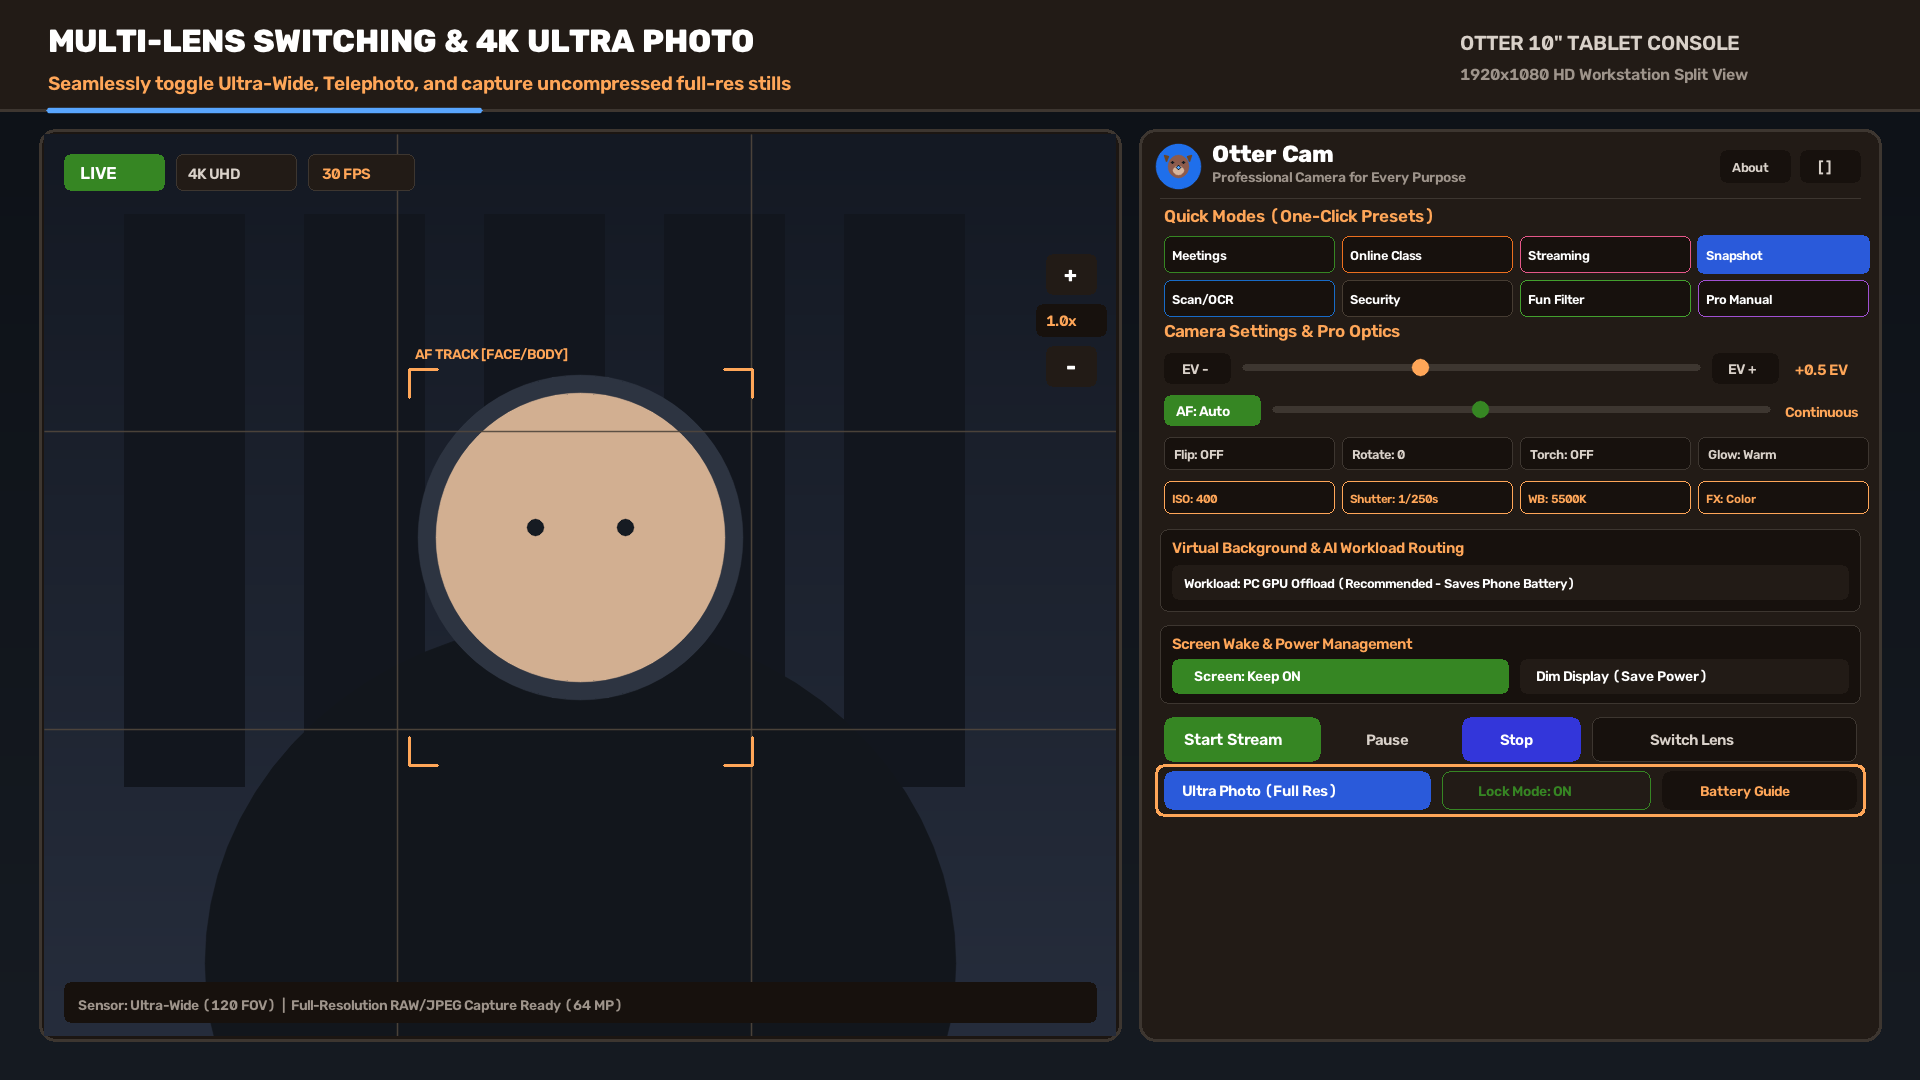 MULTI-LENS SWITCHING & 4K ULTRA PHOTO
Seamlessly toggle Ultra-Wide, Telephoto, and capture uncompressed full-res stills
OTTER 10" TABLET CONSOLE
1920x1080 HD Workstation Split View
LIVE
4K UHD
30 FPS
+
1.0x
-
AF TRACK [FACE/BODY]
Sensor: Ultra-Wide (120 FOV) | Full-Resolution RAW/JPEG Capture Ready (64 MP)
Otter Cam
Professional Camera for Every Purpose
About
[ ]
Quick Modes (One-Click Presets)
Meetings
Online Class
Streaming
Snapshot
Scan/OCR
Security
Fun Filter
Pro Manual
Camera Settings & Pro Optics
EV -
EV +
+0.5 EV
AF: Auto
Continuous
Flip: OFF
Rotate: 0
Torch: OFF
Glow: Warm
ISO: 400
Shutter: 1/250s
WB: 5500K
FX: Color
Virtual Background & AI Workload Routing
Workload: PC GPU Offload (Recommended - Saves Phone Battery)
Screen Wake & Power Management
Screen: Keep ON
Dim Display (Save Power)
Start Stream
Pause
Stop
Switch Lens
Ultra Photo (Full Res)
Lock Mode: ON
Battery Guide